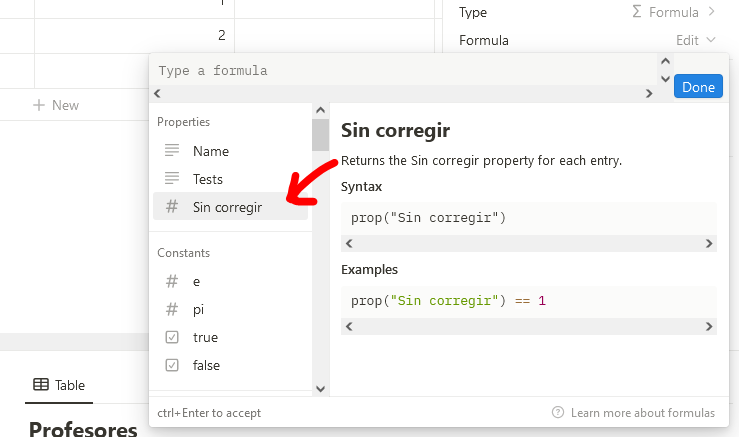 1
Type
Σ Formula
2
Formula
Edit
Type a formula
Done
+ New
Properties
Name
Tests
# Sin corregir
Constants
# e
# pi
true
false
Sin corregir
Returns the Sin corregir property for each entry.
Syntax
prop("Sin corregir")
Examples
prop("Sin corregir") == 1
ctrl+Enter to accept
? Learn more about formulas
Table
Profesores